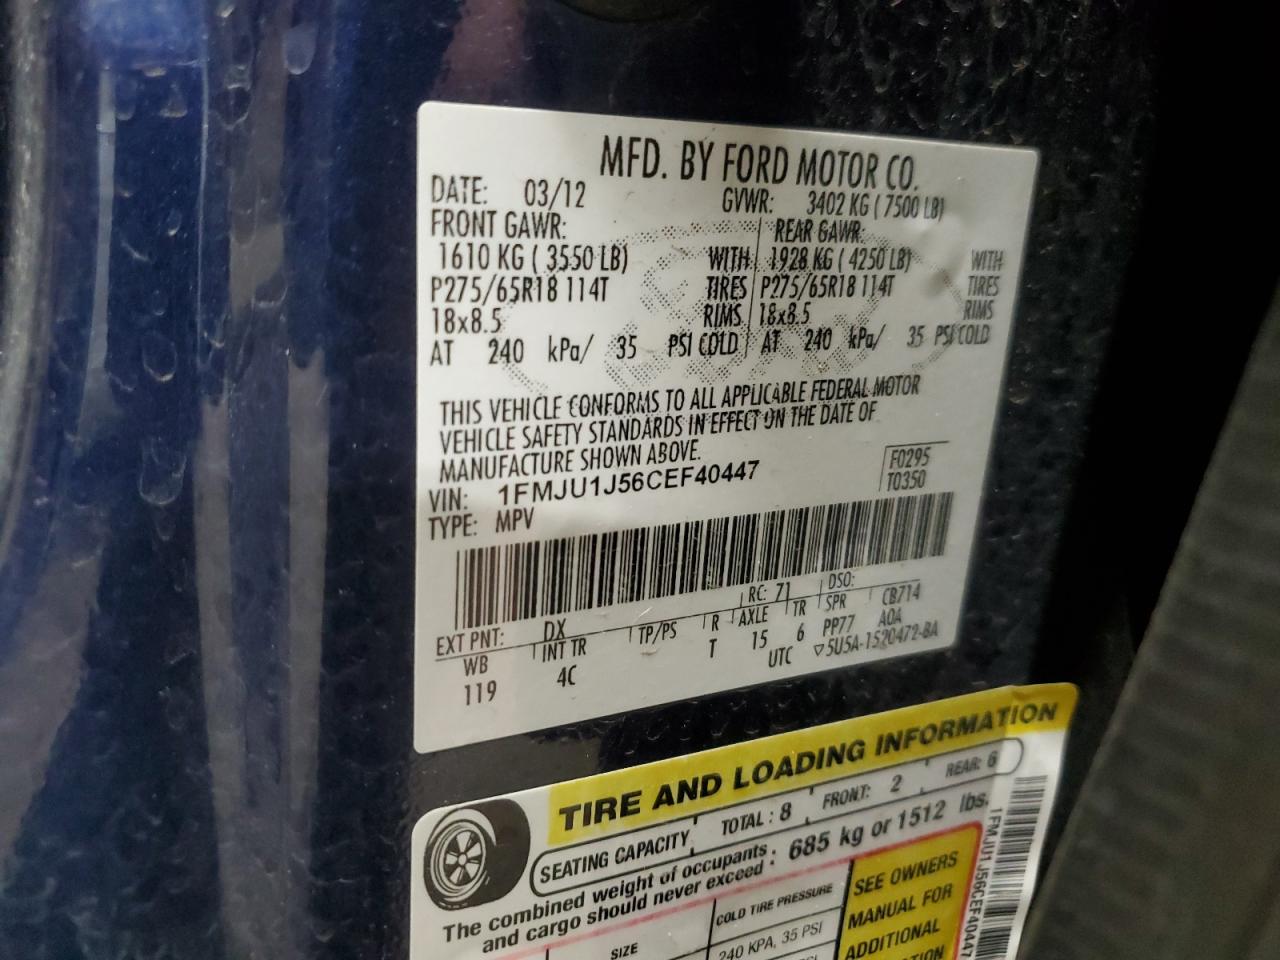 MFD. BY FORD MOTOR CO.
DATE: 03/12 GVWR: 3402 KG ( 7500 LB)
FRONT GAWR: REAR GAWR:
1610 KG ( 3550 LB) WITH 1928 KG ( 4250 LB) WITH
P275/65R18 114T TIRES P275/65R18 114T TIRES
18x8.5 RIMS 18x8.5 RIMS
AT 240 kPa/ 35 PSI COLD AT 240 kPa/ 35 PSI COLD
THIS VEHICLE CONFORMS TO ALL APPLICABLE FEDERAL MOTOR
VEHICLE SAFETY STANDARDS IN EFFECT ON THE DATE OF
MANUFACTURE SHOWN ABOVE.
VIN: 1FMJU1J56CEF40447
F0295
TYPE: MPV
T0350
EXT PNT: DX RC: 71 DSO: CB714
WB INT TR TP/PS R AXLE TR SPR A0A
119 4C T 15 6 PP77
UTC ▽5U5A-1520472-BA
TIRE AND LOADING INFORMATION
SEATING CAPACITY TOTAL : 8 FRONT: 2 REAR: 6
The combined weight of occupants : 685 kg or 1512 lbs.
and cargo should never exceed :
SIZE COLD TIRE PRESSURE
240 KPA, 35 PSI
SEE OWNERS
MANUAL FOR
ADDITIONAL
1FMJU1J56CEF40447